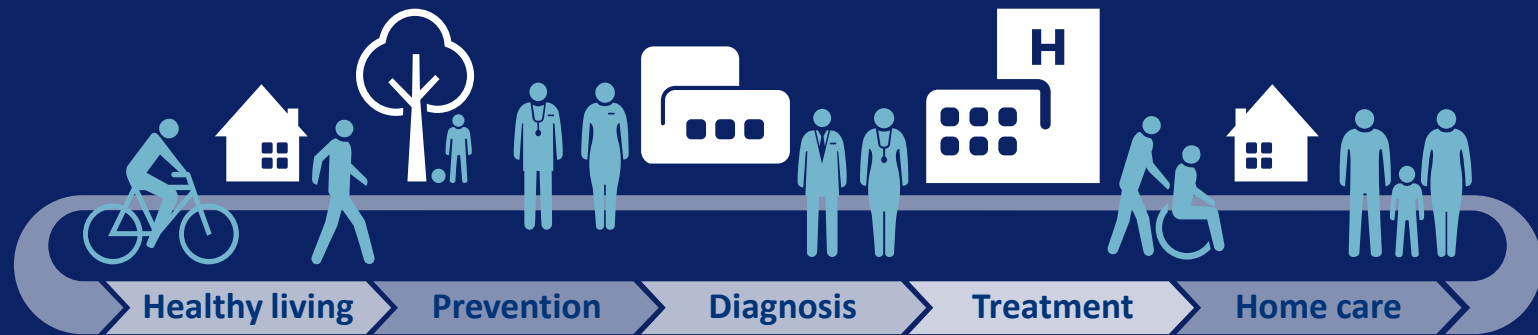 H
Healthy living
Prevention
Diagnosis
Treatment
Home care